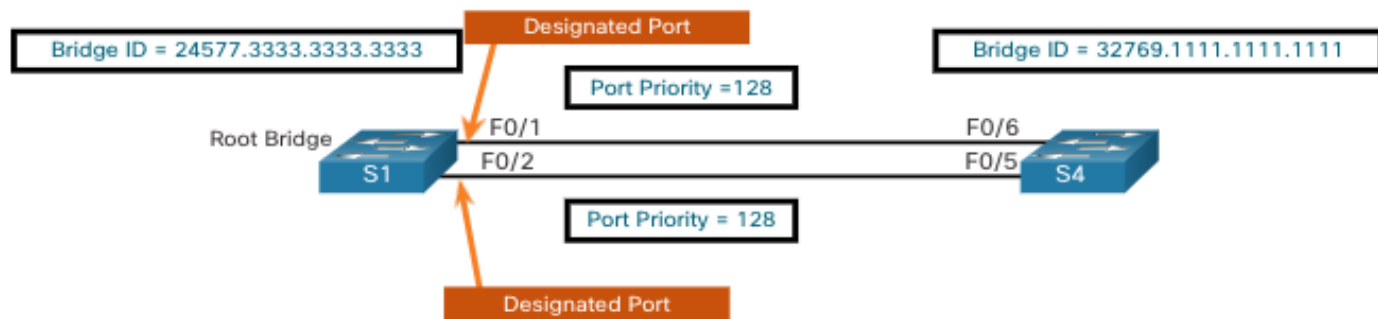 Designated Port
Bridge ID = 24577.3333.3333.3333
Bridge ID = 32769.1111.1111.1111
Port Priority =128
Root Bridge
F0/1
F0/6
F0/2
F0/5
S1
S4
Port Priority = 128
Designated Port